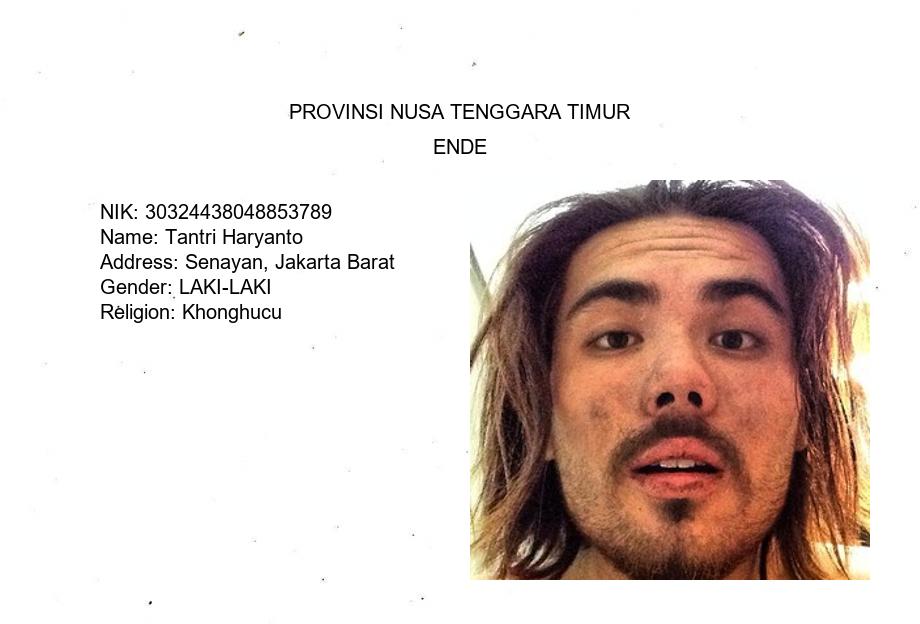 PROVINSI NUSA TENGGARA TIMUR
ENDE
NIK: 30324438048853789
Name: Tantri Haryanto
Address: Senayan, Jakarta Barat
Gender: LAKI-LAKI
Religion: Khonghucu